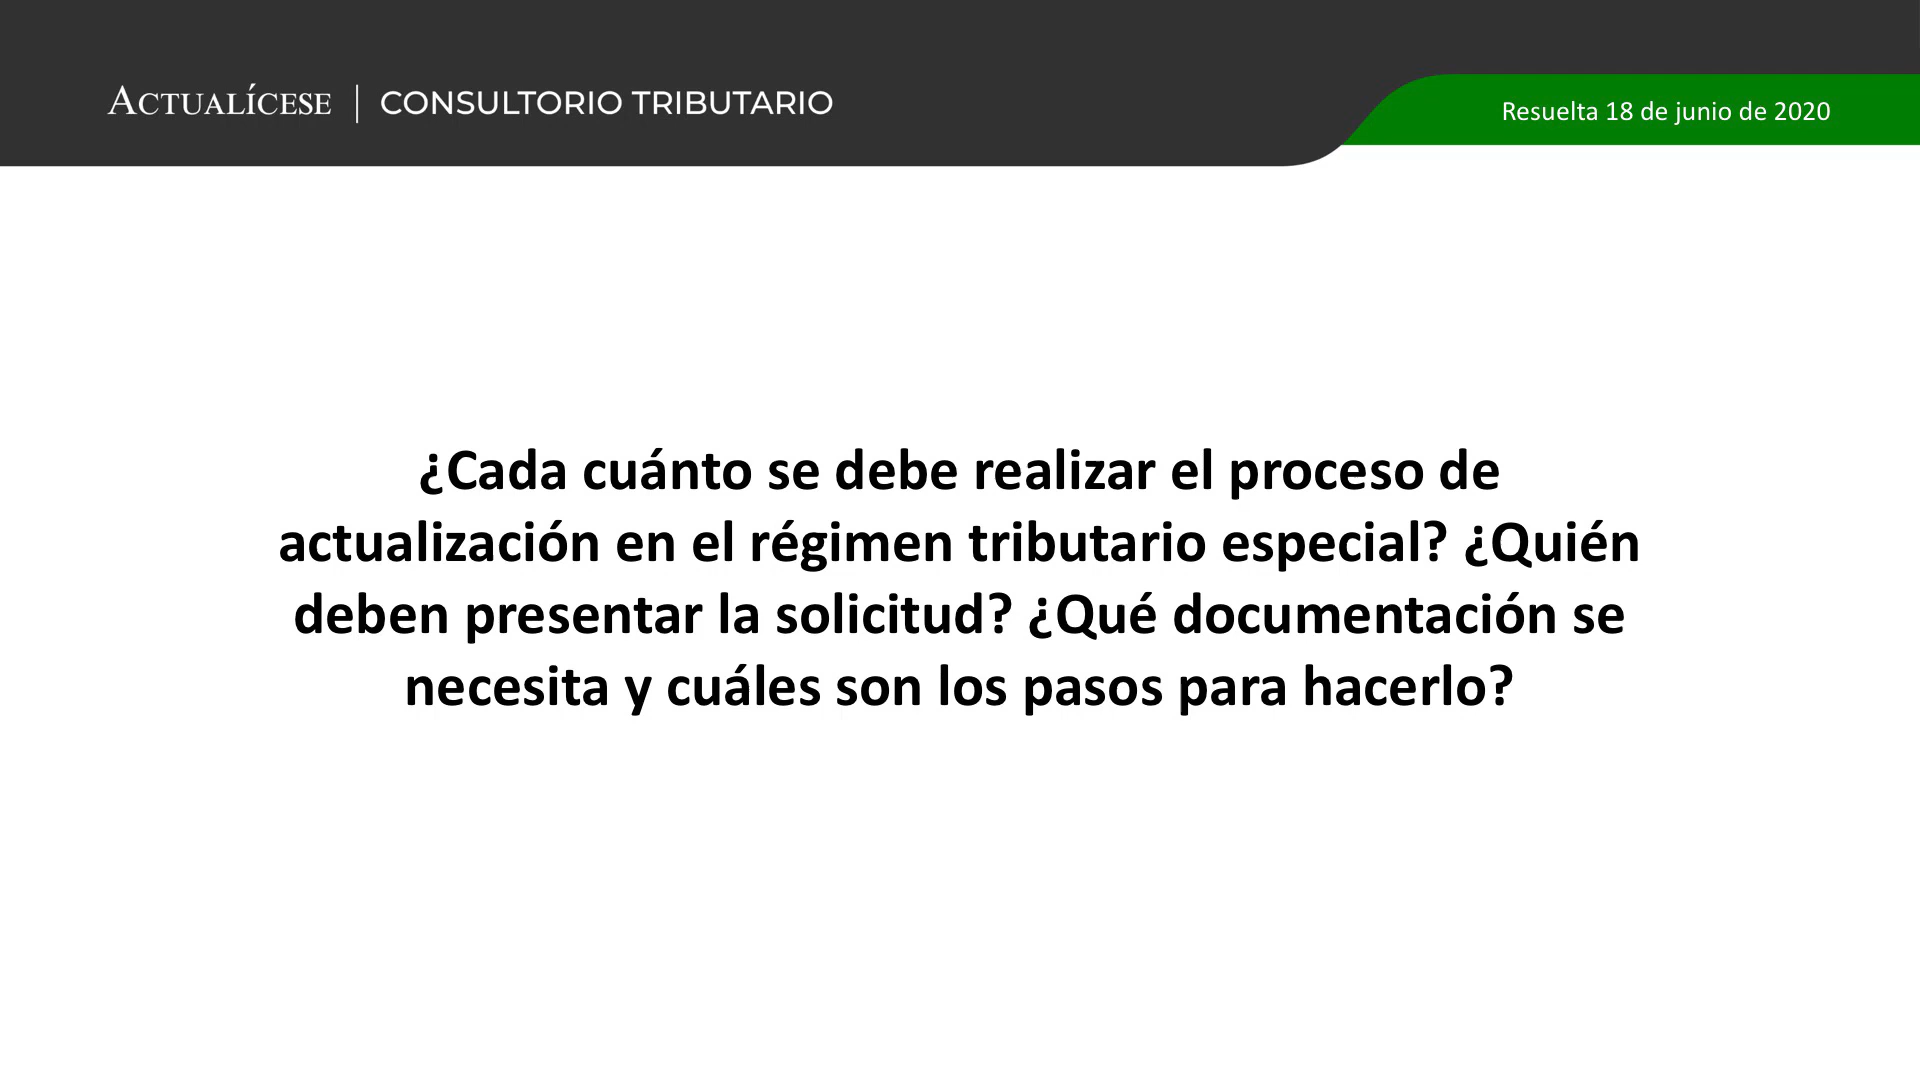 ACTUALÍCESE | CONSULTORIO TRIBUTARIO
Resuelta 18 de junio de 2020
¿Cada cuánto se debe realizar el proceso de
actualización en el régimen tributario especial? ¿Quién
deben presentar la solicitud? ¿Qué documentación se
necesita y cuáles son los pasos para hacerlo?